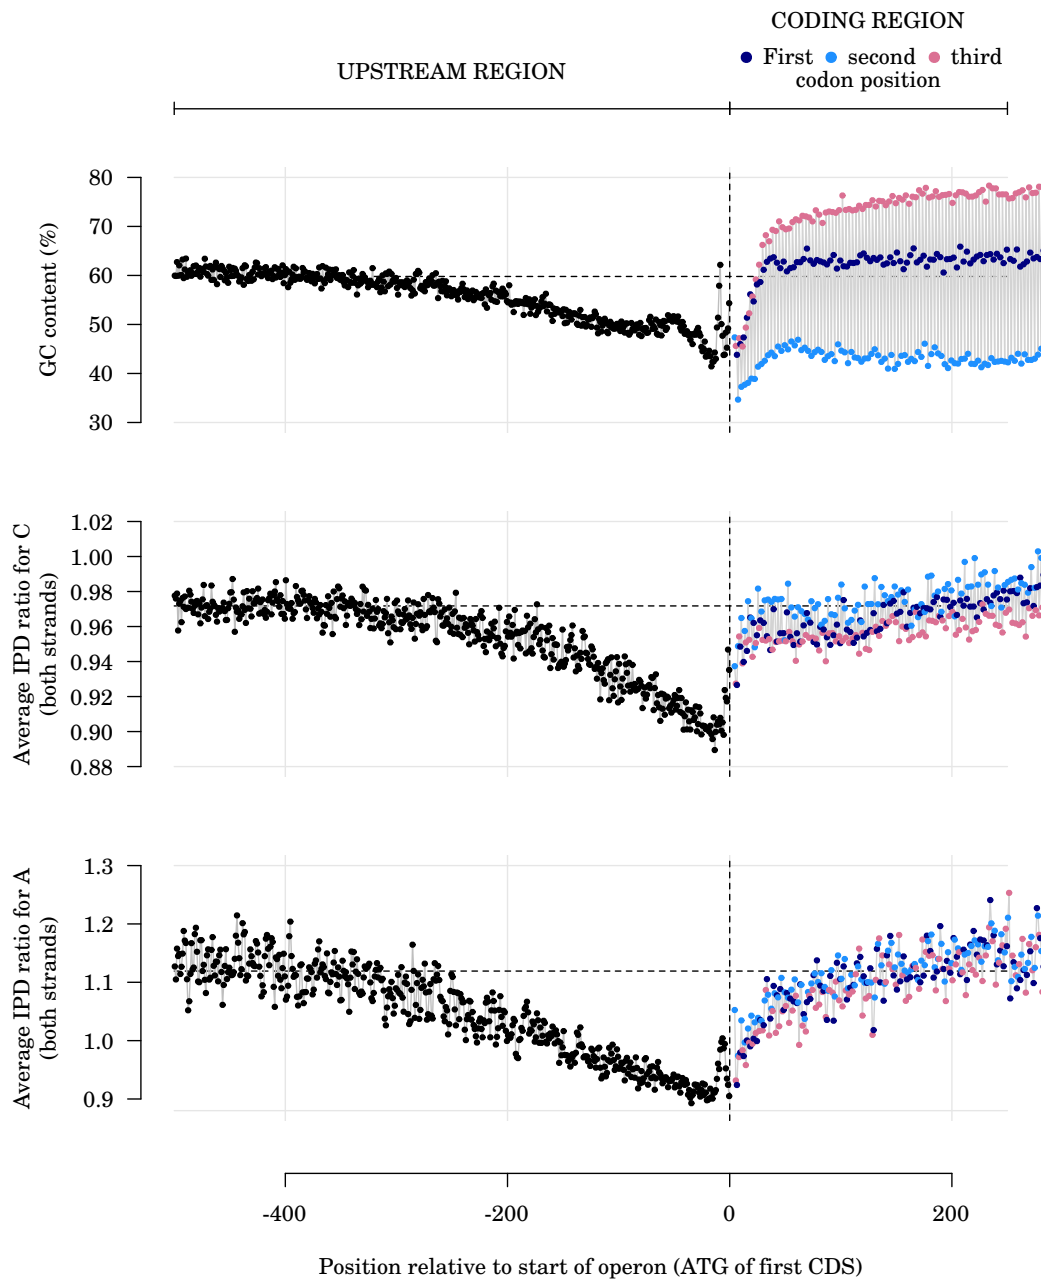 CODING REGION
First second third
codon position
UPSTREAM REGION
80
70
60
50
40
30
GC content (%)
1.02
1.00
0.98
0.96
0.94
0.92
0.90
0.88
Average IPD ratio for C
(both strands)
1.3
1.2
1.1
1.0
0.9
Average IPD ratio for A
(both strands)
-400 -200 0 200
Position relative to start of operon (ATG of first CDS)